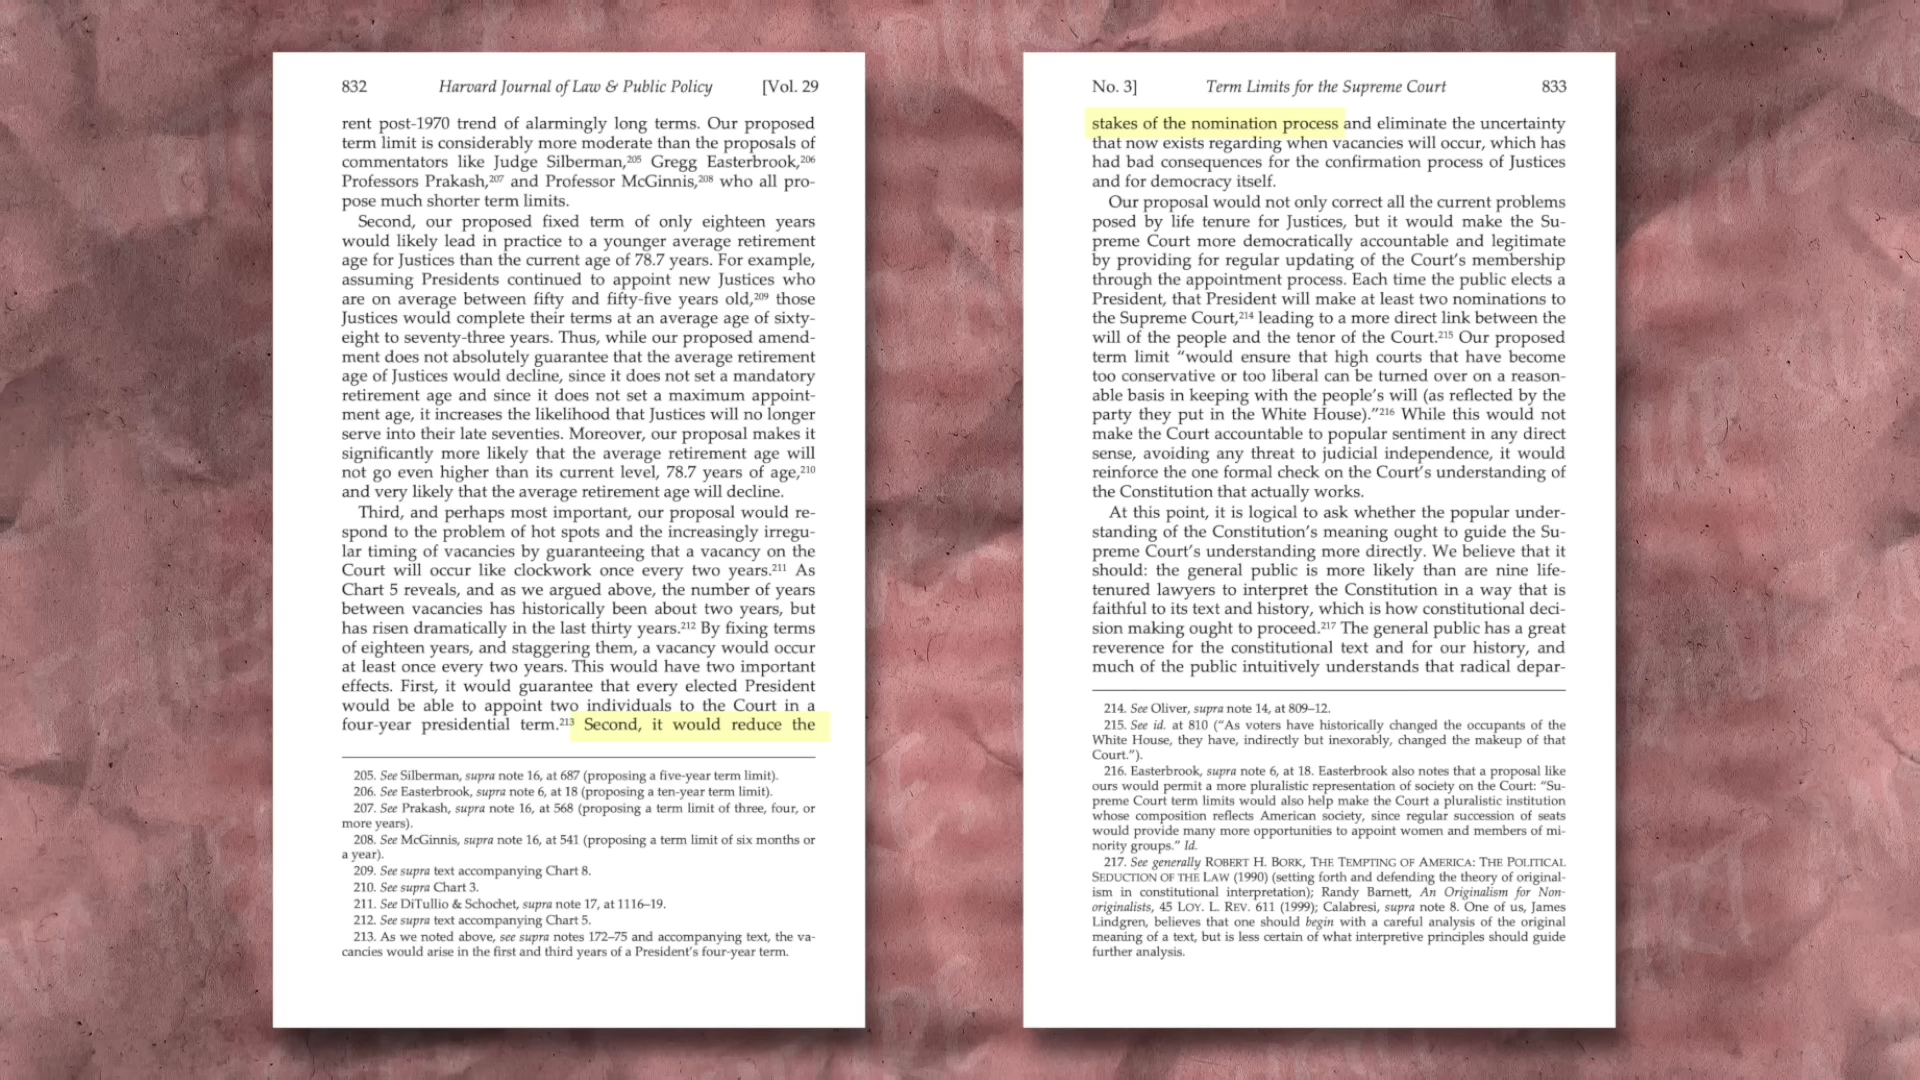 832 Harvard Journal of Law & Public Policy [Vol. 29
rent post-1970 trend of alarmingly long terms. Our proposed
term limit is considerably more moderate than the proposals of
commentators like Judge Silberman,205 Gregg Easterbrook,206
Professors Prakash,207 and Professor McGinnis,208 who all pro-
pose much shorter term limits.
Second, our proposed fixed term of only eighteen years
would likely lead in practice to a younger average retirement
age for Justices than the current age of 78.7 years. For example,
assuming Presidents continued to appoint new Justices who
are on average between fifty and fifty-five years old,209 those
Justices would complete their terms at an average age of sixty-
eight to seventy-three years. Thus, while our proposed amend-
ment does not absolutely guarantee that the average retirement
age of Justices would decline, since it does not set a mandatory
retirement age and since it does not set a maximum appoint-
ment age, it increases the likelihood that Justices will no longer
serve into their late seventies. Moreover, our proposal makes it
significantly more likely that the average retirement age will
not go even higher than its current level, 78.7 years of age,210
and very likely that the average retirement age will decline.
Third, and perhaps most important, our proposal would re-
spond to the problem of hot spots and the increasingly irregu-
lar timing of vacancies by guaranteeing that a vacancy on the
Court will occur like clockwork once every two years.211 As
Chart 5 reveals, and as we argued above, the number of years
between vacancies has historically been about two years, but
has risen dramatically in the last thirty years.212 By fixing terms
of eighteen years, and staggering them, a vacancy would occur
at least once every two years. This would have two important
effects. First, it would guarantee that every elected President
would be able to appoint two individuals to the Court in a
four-year presidential term.213 Second, it would reduce the
205. See Silberman, supra note 16, at 687 (proposing a five-year term limit).
206. See Easterbrook, supra note 6, at 18 (proposing a ten-year term limit).
207. See Prakash, supra note 16, at 568 (proposing a term limit of three, four, or
more years).
208. See McGinnis, supra note 16, at 541 (proposing a term limit of six months or
a year).
209. See supra text accompanying Chart 8.
210. See supra Chart 3.
211. See DiTullio & Schochet, supra note 17, at 1116–19.
212. See supra text accompanying Chart 5.
213. As we noted above, see supra notes 172–75 and accompanying text, the va-
cancies would arise in the first and third years of a President's four-year term.
No. 3] Term Limits for the Supreme Court 833
stakes of the nomination process and eliminate the uncertainty
that now exists regarding when vacancies will occur, which has
had bad consequences for the confirmation process of Justices
and for democracy itself.
Our proposal would not only correct all the current problems
posed by life tenure for Justices, but it would make the Su-
preme Court more democratically accountable and legitimate
by providing for regular updating of the Court's membership
through the appointment process. Each time the public elects a
President, that President will make at least two nominations to
the Supreme Court,214 leading to a more direct link between the
will of the people and the tenor of the Court.215 Our proposed
term limit “would ensure that high courts that have become
too conservative or too liberal can be turned over on a reason-
able basis in keeping with the people's will (as reflected by the
party they put in the White House).”216 While this would not
make the Court accountable to popular sentiment in any direct
sense, avoiding any threat to judicial independence, it would
reinforce the one formal check on the Court's understanding of
the Constitution that actually works.
At this point, it is logical to ask whether the popular under-
standing of the Constitution's meaning ought to guide the Su-
preme Court's understanding more directly. We believe that it
should: the general public is more likely than are nine life-
tenured lawyers to interpret the Constitution in a way that is
faithful to its text and history, which is how constitutional deci-
sion making ought to proceed.217 The general public has a great
reverence for the constitutional text and for our history, and
much of the public intuitively understands that radical depar-
214. See Oliver, supra note 14, at 809–12.
215. See id. at 810 (“As voters have historically changed the occupants of the
White House, they have, indirectly but inexorably, changed the makeup of that
Court.”).
216. Easterbrook, supra note 6, at 18. Easterbrook also notes that a proposal like
ours would permit a more pluralistic representation of society on the Court: “Su-
preme Court term limits would also help make the Court a pluralistic institution
whose composition reflects American society, since regular succession of seats
would provide many more opportunities to appoint women and members of mi-
nority groups.” Id.
217. See generally ROBERT H. BORK, THE TEMPTING OF AMERICA: THE POLITICAL
SEDUCTION OF THE LAW (1990) (setting forth and defending the theory of original-
ism in constitutional interpretation); Randy Barnett, An Originalism for Non-
originalists, 45 LOY. L. REV. 611 (1999); Calabresi, supra note 8. One of us, James
Lindgren, believes that one should begin with a careful analysis of the original
meaning of a text, but is less certain of what interpretive principles should guide
further analysis.